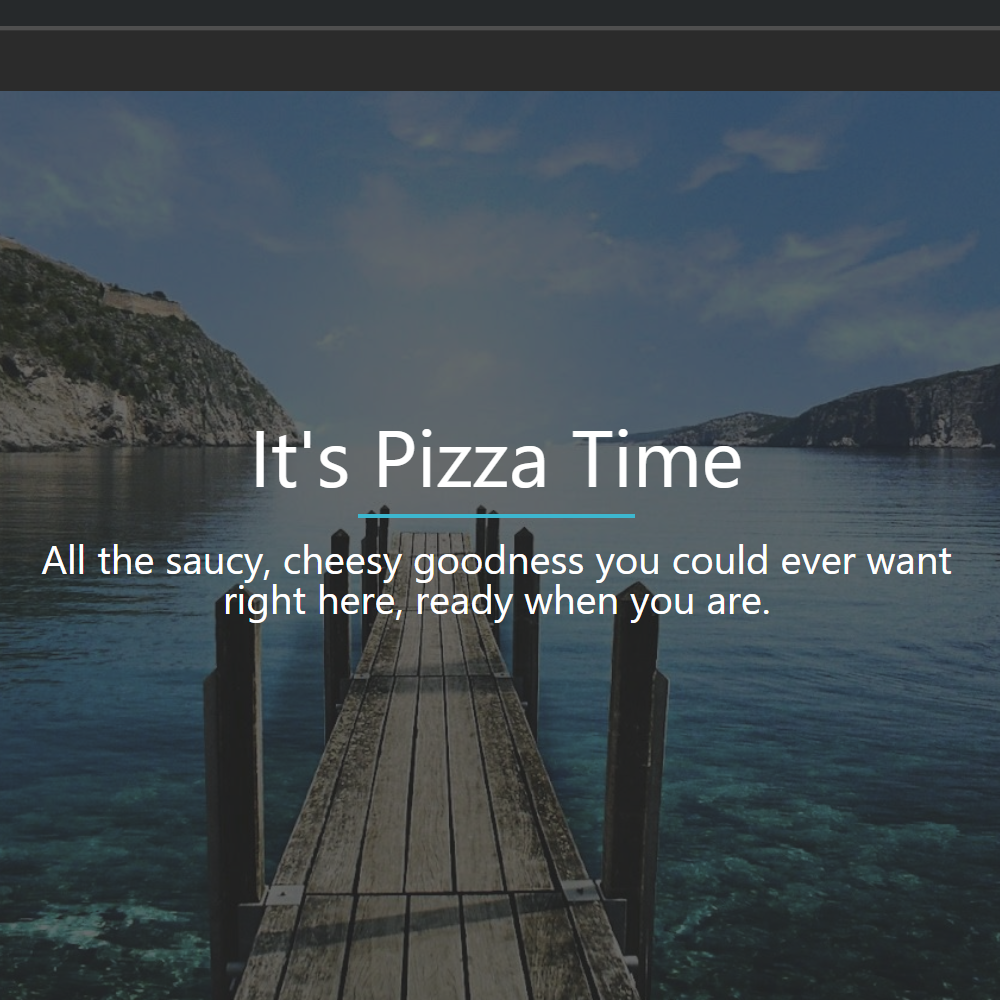 It's Pizza Time
All the saucy, cheesy goodness you could ever want
right here, ready when you are.